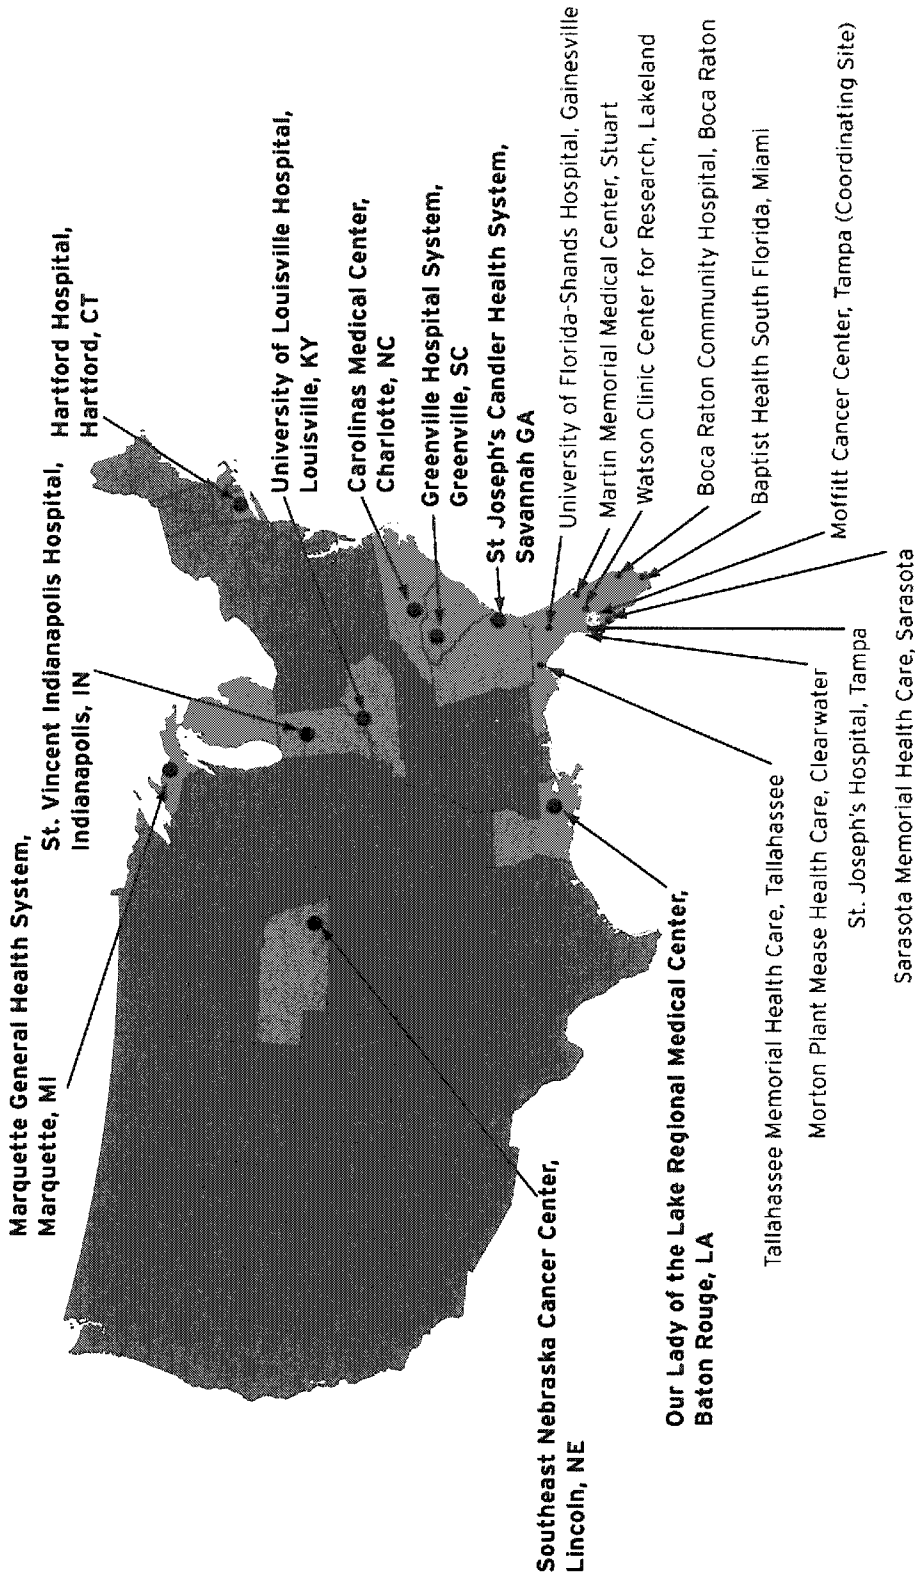 Marquette General Health System,
Marquette, MI
St. Vincent Indianapolis Hospital,
Indianapolis, IN
Hartford Hospital,
Hartford, CT
University of Louisville Hospital,
Louisville, KY
Carolinas Medical Center,
Charlotte, NC
Greenville Hospital System,
Greenville, SC
St Joseph's Candler Health System,
Savannah GA
University of Florida-Shands Hospital, Gainesville
Martin Memorial Medical Center, Stuart
Watson Clinic Center for Research, Lakeland
Boca Raton Community Hospital, Boca Raton
Baptist Health South Florida, Miami
Moffitt Cancer Center, Tampa (Coordinating Site)
Southeast Nebraska Cancer Center,
Lincoln, NE
Our Lady of the Lake Regional Medical Center,
Baton Rouge, LA
Tallahassee Memorial Health Care, Tallahassee
Morton Plant Mease Health Care, Clearwater
St. Joseph's Hospital, Tampa
Sarasota Memorial Health Care, Sarasota